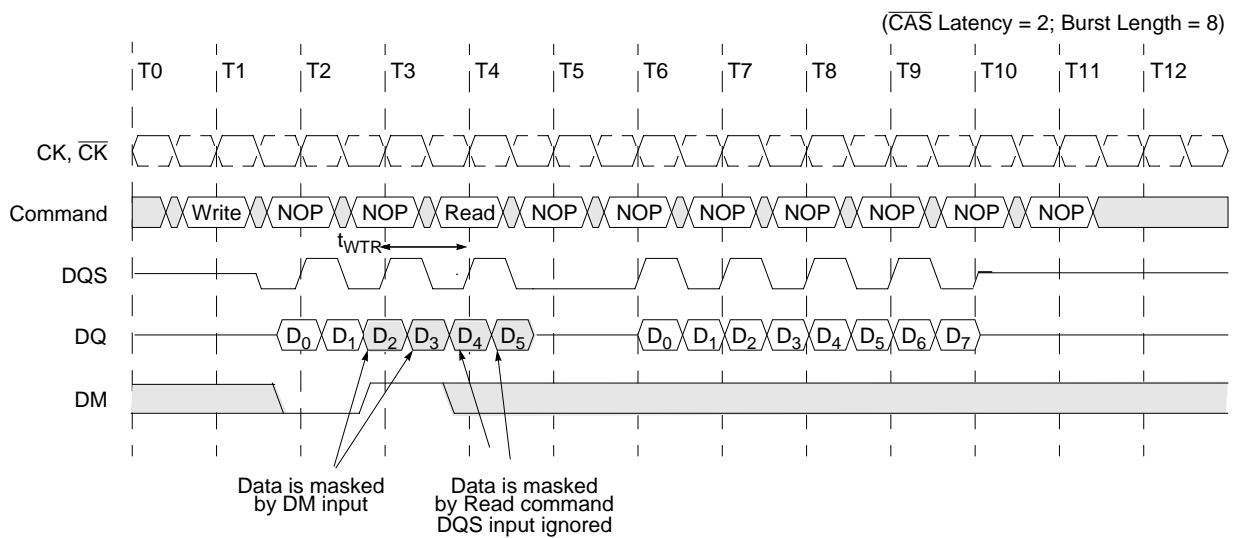 (C̅A̅S̅ Latency = 2; Burst Length = 8)
T0 T1 T2 T3 T4 T5 T6 T7 T8 T9 T10 T11 T12
CK, C̅K̅
Command Write NOP NOP Read NOP NOP NOP NOP NOP NOP NOP
tWTR
DQS
DQ D0 D1 D2 D3 D4 D5 D0 D1 D2 D3 D4 D5 D6 D7
DM
Data is masked
by DM input
Data is masked
by Read command
DQS input ignored